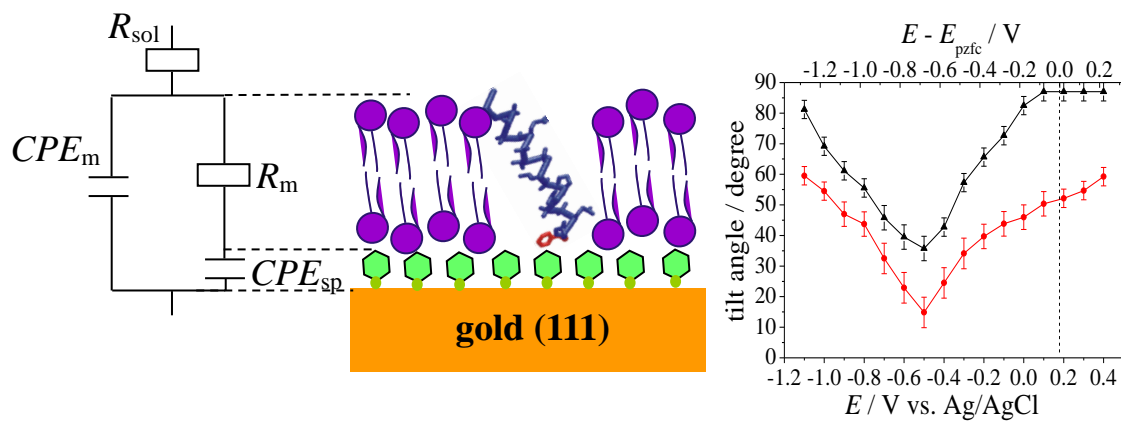 R_sol
CPE_m
R_m
CPE_sp
gold (111)
E - E_pzfc / V
-1.2 -1.0 -0.8 -0.6 -0.4 -0.2 0.0 0.2
90
80
70
60
50
40
30
20
10
0
tilt angle / degree
-1.2 -1.0 -0.8 -0.6 -0.4 -0.2 0.0 0.2 0.4
E / V vs. Ag/AgCl